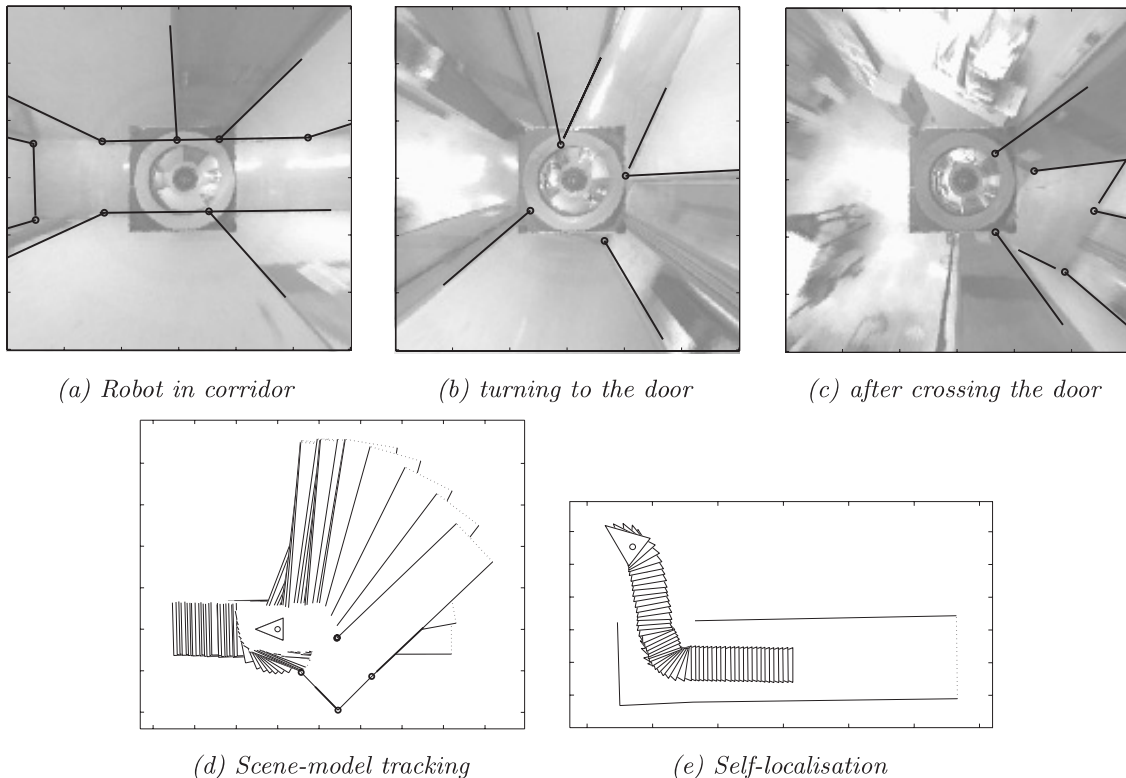 (a) Robot in corridor
(b) turning to the door
(c) after crossing the door
(d) Scene-model tracking
(e) Self-localisation